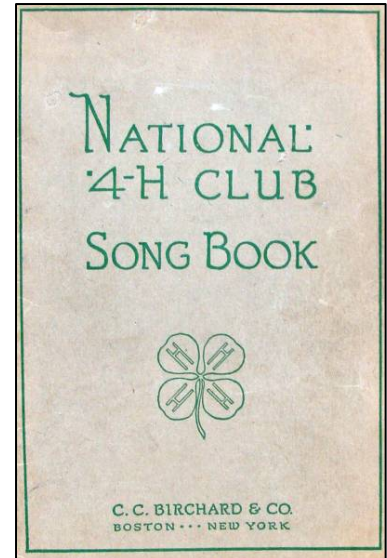 NATIONAL
4-H CLUB
SONG BOOK
H H
H H
C. C. BIRCHARD & CO.
BOSTON ··· NEW YORK